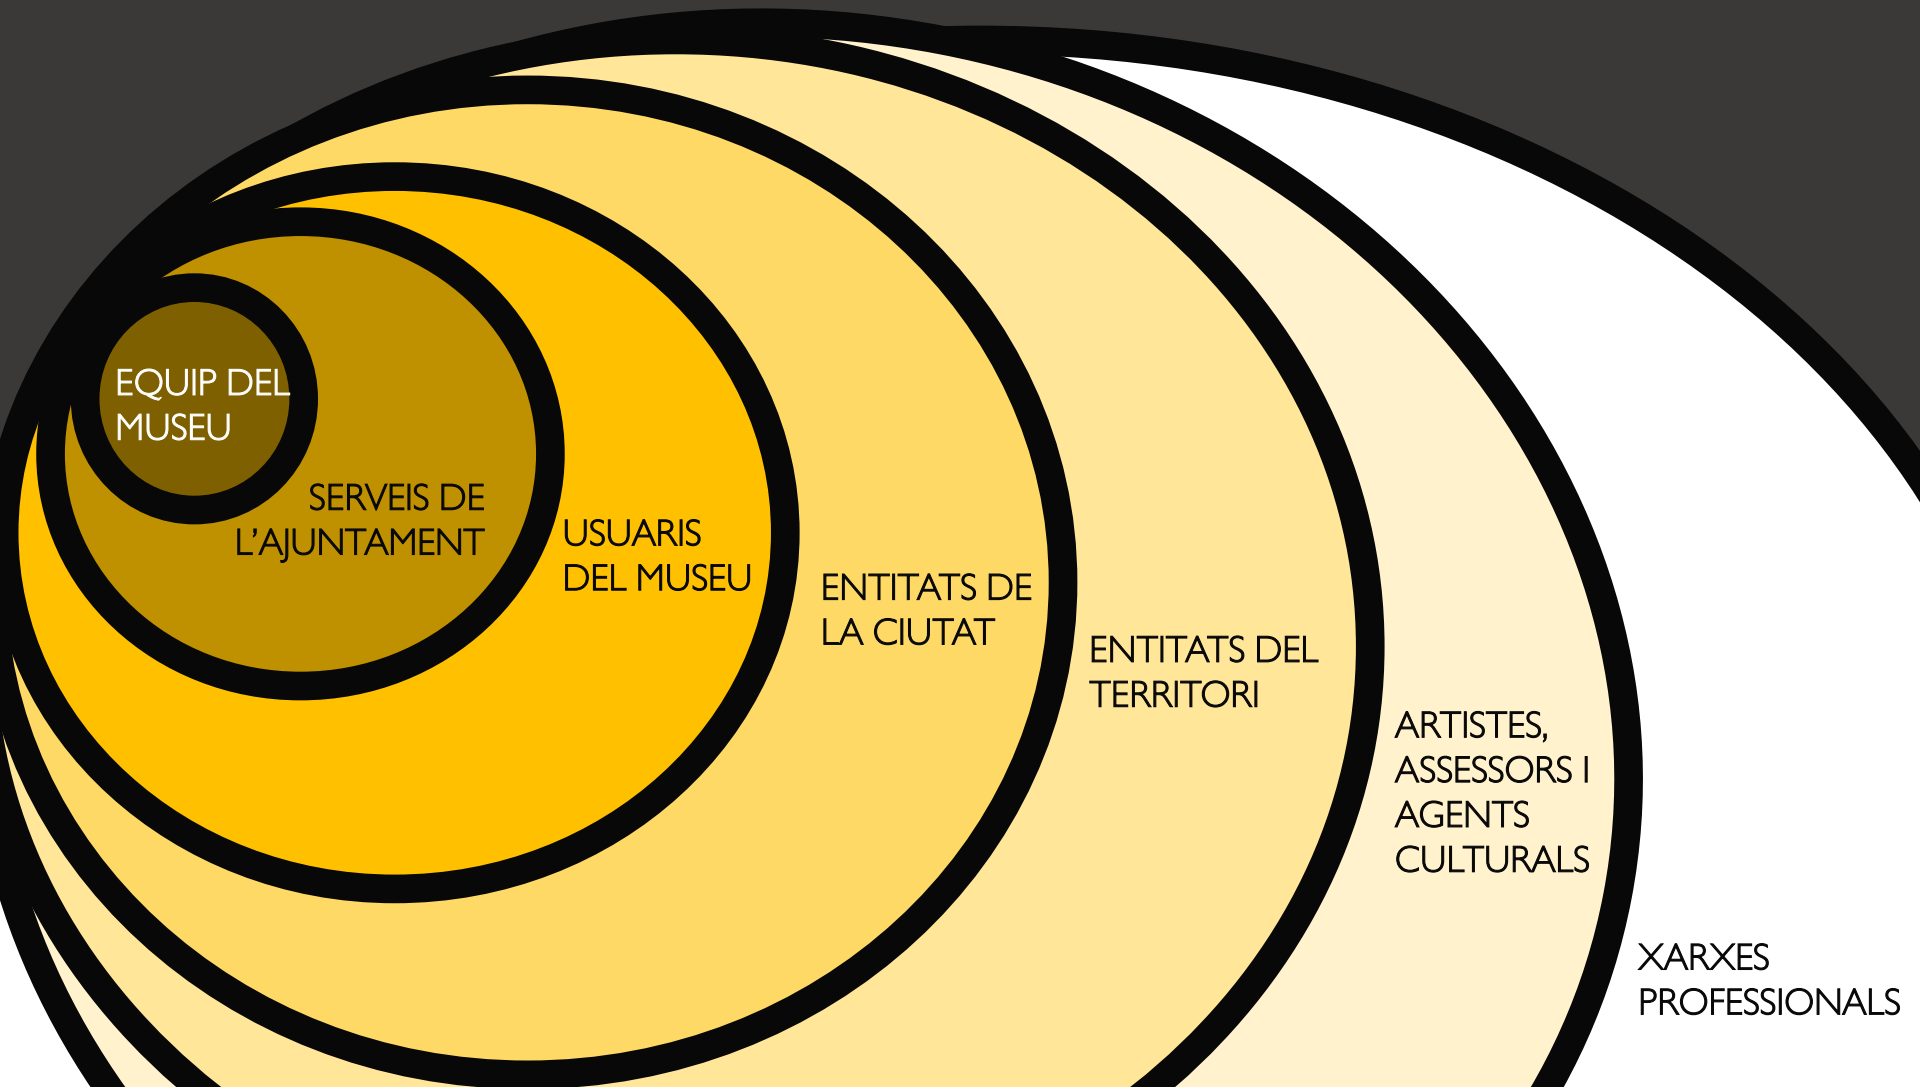 EQUIP DEL
MUSEU
SERVEIS DE
L’AJUNTAMENT
USUARIS
DEL MUSEU
ENTITATS DE
LA CIUTAT
ENTITATS DEL
TERRITORI
ARTISTES,
ASSESSORS I
AGENTS
CULTURALS
XARXES
PROFESSIONALS